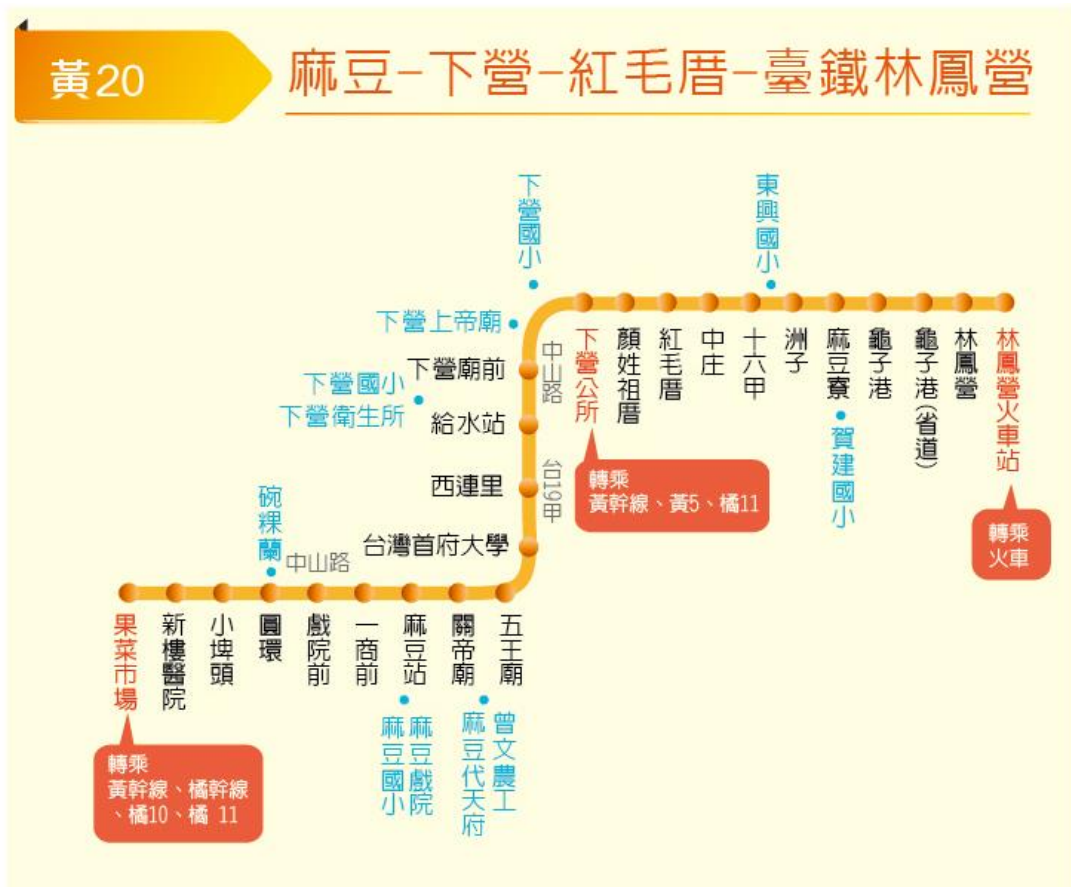 黃20
麻豆-下營-紅毛厝-臺鐵林鳳營
下營國小
東興國小
下營上帝廟
下營廟前
中山路
下營國小
下營衛生所
給水站
西連里
台19甲
台灣首府大學
下營公所
顏姓祖厝
紅毛厝
中庄
十六甲
洲子
麻豆寮
龜子港
龜子港(省道)
林鳳營
林鳳營火車站
賀建國小
轉乘
黃幹線、黃5、橘11
轉乘
火車
碗粿蘭
中山路
果菜市場
新樓醫院
小埤頭
圓環
戲院前
一商前
麻豆站
關帝廟
五王廟
麻豆戲院
麻豆國小
曾文農工
麻豆代天府
轉乘
黃幹線、橘幹線
、橘10、橘 11